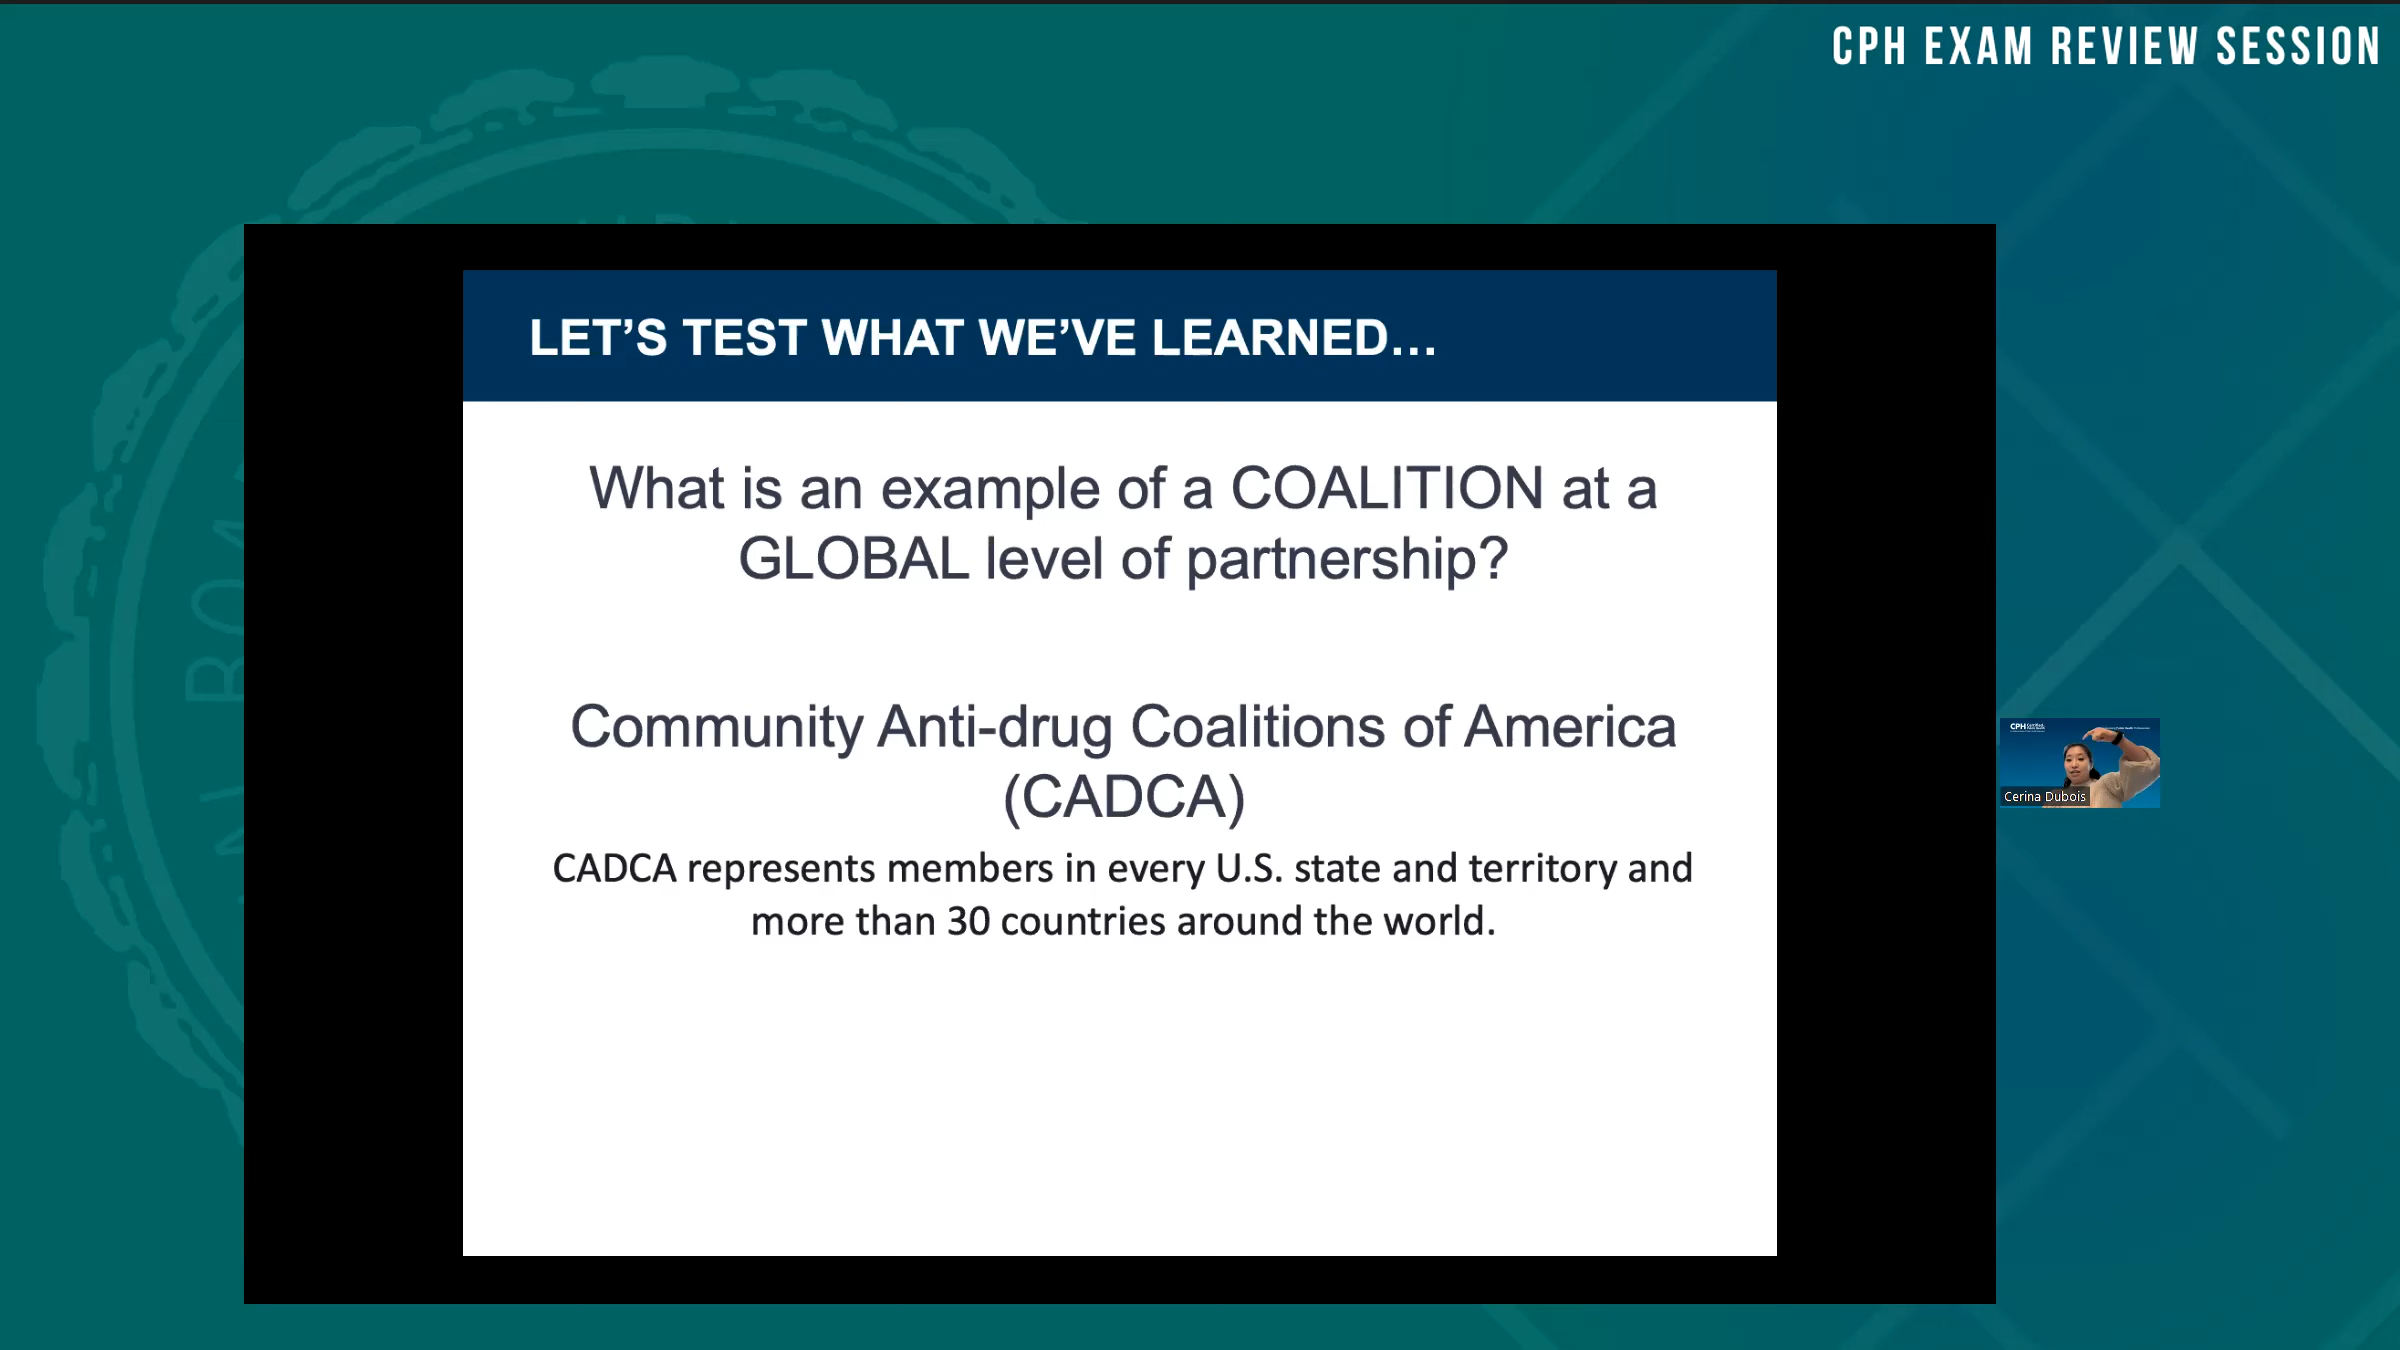 CPH EXAM REVIEW SESSION
LET’S TEST WHAT WE’VE LEARNED…
What is an example of a COALITION at a
GLOBAL level of partnership?
Community Anti-drug Coalitions of America
(CADCA)
CADCA represents members in every U.S. state and territory and
more than 30 countries around the world.
CPH
Cerina Dubois